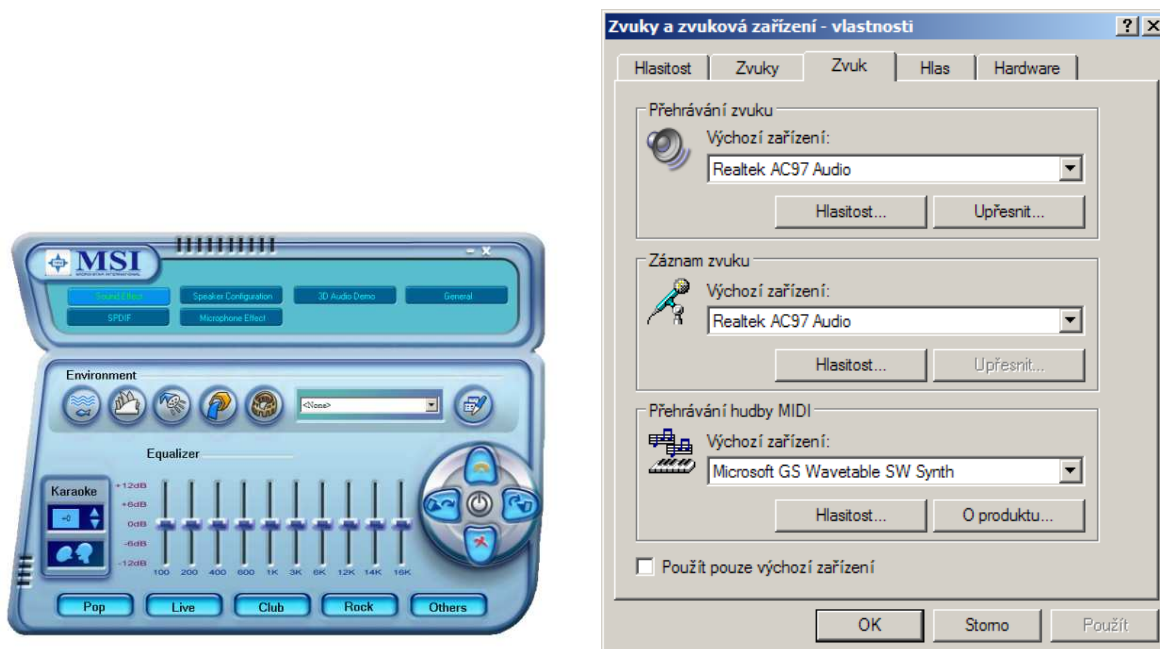 MSI
MICRO-STAR INTERNATIONAL
Sound Effect
Speaker Configuration
3D Audio Demo
General
SPDIF
Microphone Effect
Environment
<None>
Equalizer
Karaoke
+0
+12dB
+6dB
0dB
-6dB
-12dB
100 200 400 600 1K 3K 6K 12K 14K 16K
Pop
Live
Club
Rock
Others
Zvuky a zvuková zařízení - vlastnosti
Hlasitost
Zvuky
Zvuk
Hlas
Hardware
Přehrávání zvuku
Výchozí zařízení:
Realtek AC97 Audio
Hlasitost...
Upřesnit...
Záznam zvuku
Výchozí zařízení:
Realtek AC97 Audio
Hlasitost...
Upřesnit...
Přehrávání hudby MIDI
Výchozí zařízení:
Microsoft GS Wavetable SW Synth
Hlasitost...
O produktu...
Použít pouze výchozí zařízení
OK
Storno
Použít